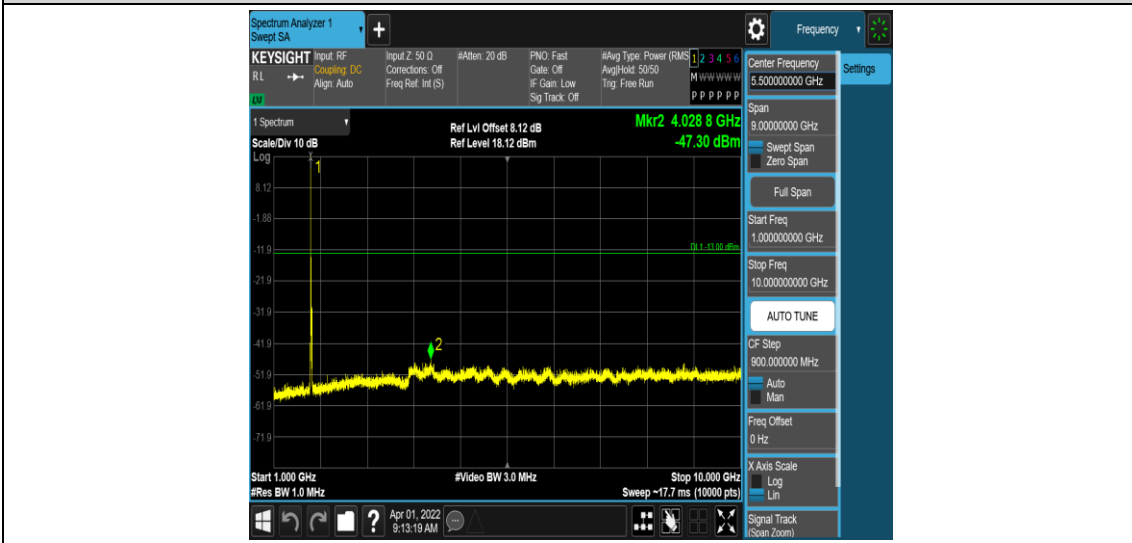 Spectrum Analyzer 1
Swept SA
+
Frequency
KEYSIGHT
RL
LXI
Input: RF
Coupling: DC
Align: Auto
Input Z: 50 Ω
Corrections: Off
Freq Ref: Int (S)
#Atten: 20 dB
PNO: Fast
Gate: Off
IF Gain: Low
Sig Track: Off
#Avg Type: Power (RMS
Avg|Hold: 50/50
Trig: Free Run
1 2 3 4 5 6
M W W W W W
P P P P P P
Center Frequency
5.500000000 GHz
Settings
Span
9.00000000 GHz
Swept Span
Zero Span
Full Span
Start Freq
1.000000000 GHz
Stop Freq
10.000000000 GHz
AUTO TUNE
CF Step
900.000000 MHz
Auto
Man
Freq Offset
0 Hz
X Axis Scale
Log
Lin
Signal Track
(Span Zoom)
1 Spectrum
Scale/Div 10 dB
Log
Ref Lvl Offset 8.12 dB
Ref Level 18.12 dBm
Mkr2 4.028 8 GHz
-47.30 dBm
1
8.12
-1.88
-11.9
DL1 -13.00 dBm
-21.9
-31.9
-41.9
2
-51.9
-61.9
-71.9
Start 1.000 GHz
#Video BW 3.0 MHz
Stop 10.000 GHz
#Res BW 1.0 MHz
Sweep ~17.7 ms (10000 pts)
?
Apr 01, 2022
9:13:19 AM